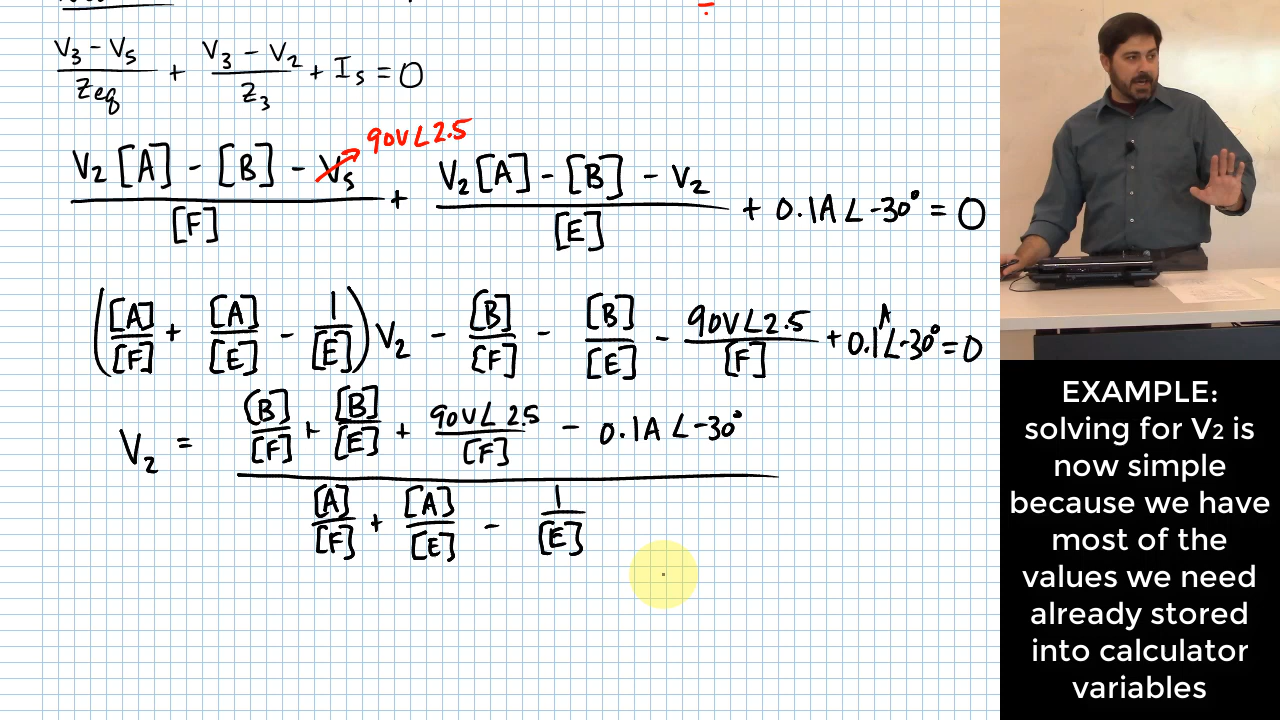 V3 - Vs / Zeq + V3 - V2 / Z3 + Is = 0
90V∠2.5
V2[A] - [B] - Vs / [F] + V2[A] - [B] - V2 / [E] + 0.1A∠-30° = 0
([A]/[F] + [A]/[E] - 1/[E])V2 - [B]/[F] - [B]/[E] - 90V∠2.5/[F] + 0.1A∠-30° = 0
V2 = [B]/[F] + [B]/[E] + 90V∠2.5/[F] - 0.1A∠-30°
[A]/[F] + [A]/[E] - 1/[E]
EXAMPLE:
solving for V2 is
now simple
because we have
most of the
values we need
already stored
into calculator
variables